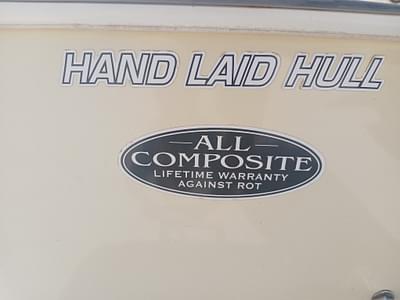 HAND LAID HULL
ALL
COMPOSITE
LIFETIME WARRANTY
AGAINST ROT